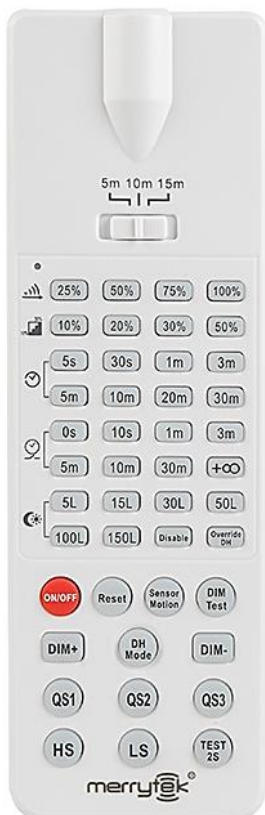 5m 10m 15m
25% 50% 75% 100%
10% 20% 30% 50%
5s 30s 1m 3m
5m 10m 20m 30m
0s 10s 1m 3m
5m 10m 30m +∞
5L 15L 30L 50L
100L 150L Disable Override DH
ON/OFF Reset Sensor Motion DIM Test
DIM+ DH Mode DIM-
QS1 QS2 QS3
HS LS TEST 2S
merrytek®